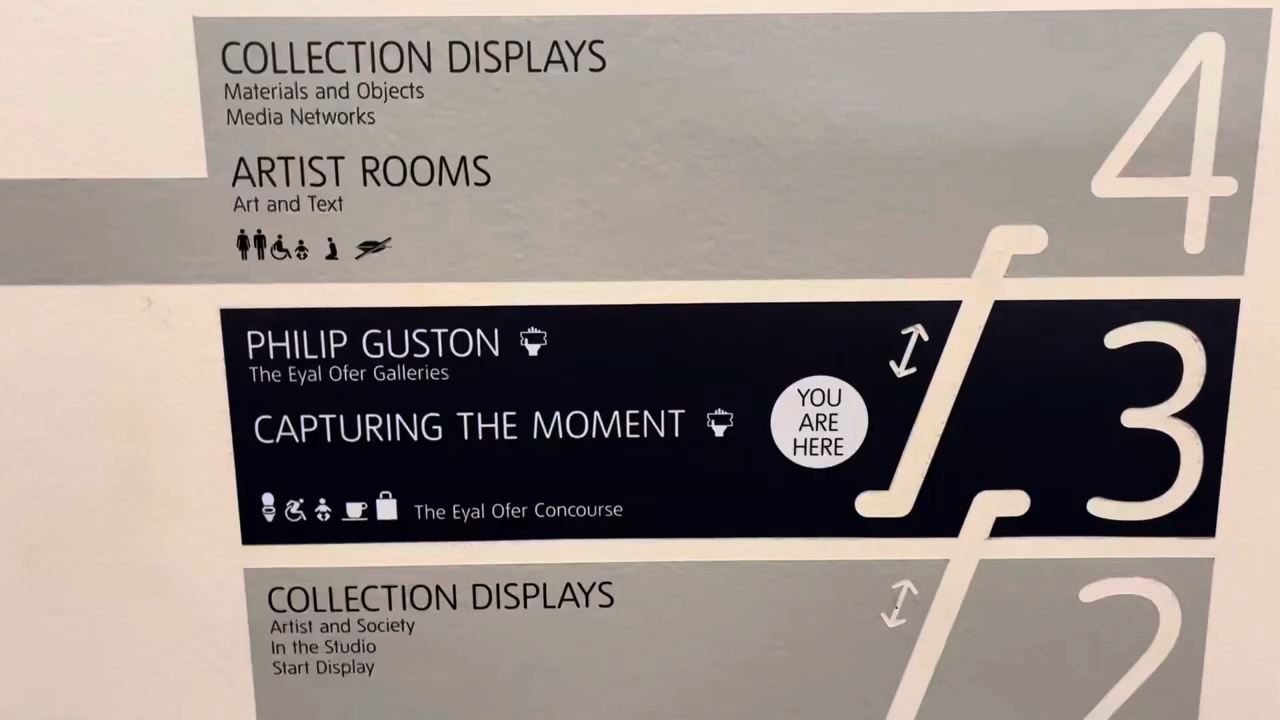 COLLECTION DISPLAYS
Materials and Objects
Media Networks
ARTIST ROOMS
Art and Text
4
PHILIP GUSTON
The Eyal Ofer Galleries
CAPTURING THE MOMENT
YOU
ARE
HERE
The Eyal Ofer Concourse
3
COLLECTION DISPLAYS
Artist and Society
In the Studio
Start Display
2